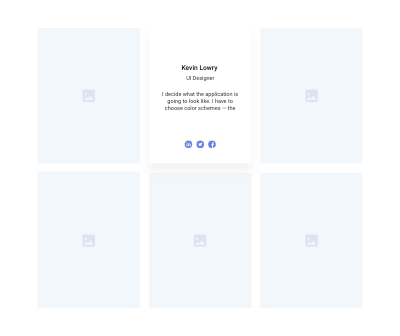 Kevin Lowry
UI Designer
I decide what the application is
going to look like. I have to
choose color schemes — the